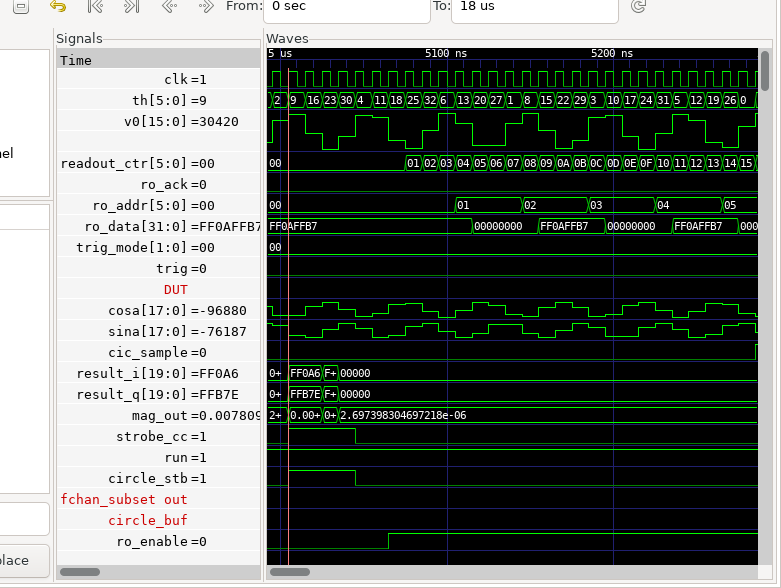 From: 0 sec To: 18 us
Signals Waves
Time 5 us 5100 ns 5200 ns
clk=1
th[5:0]=9 2 9 16 23 30 4 11 18 25 32 6 13 20 27 1 8 15 22 29 3 10 17 24 31 5 12 19 26 0
v0[15:0]=30420
nel
readout_ctr[5:0]=00 00 01 02 03 04 05 06 07 08 09 0A 0B 0C 0D 0E 0F 10 11 12 13 14 15
ro_ack=0
ro_addr[5:0]=00 00 01 02 03 04 05
ro_data[31:0]=FF0AFFB7 FF0AFFB7 00000000 FF0AFFB7 00000000 FF0AFFB7 000
trig_mode[1:0]=00 00
trig=0
DUT
cosa[17:0]=-96880
sina[17:0]=-76187
cic_sample=0
result_i[19:0]=FF0A6 0+ FF0A6 F+ 00000
result_q[19:0]=FFB7E 0+ FFB7E F+ 00000
mag_out=0.007809 2+ 0.00+ 0+ 2.697398304697218e-06
strobe_cc=1
run=1
circle_stb=1
fchan_subset out
circle_buf
ro_enable=0
place